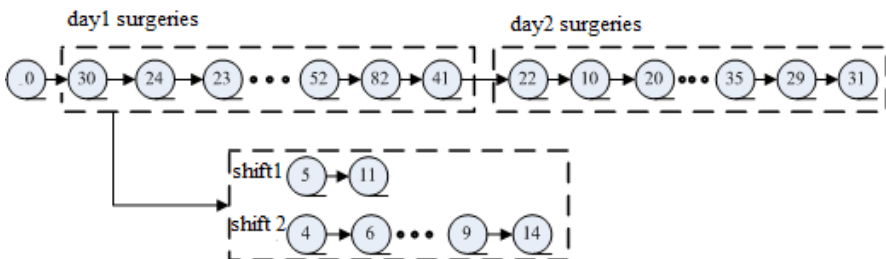 day1 surgeries
day2 surgeries
0 30 24 23 ••• 52 82 41 22 10 20 ••• 35 29 31
shift1 5 11
shift 2 4 6 ••• 9 14